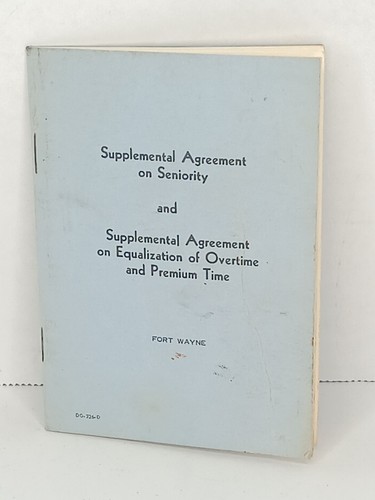 Supplemental Agreement
on Seniority
and
Supplemental Agreement
on Equalization of Overtime
and Premium Time
FORT WAYNE